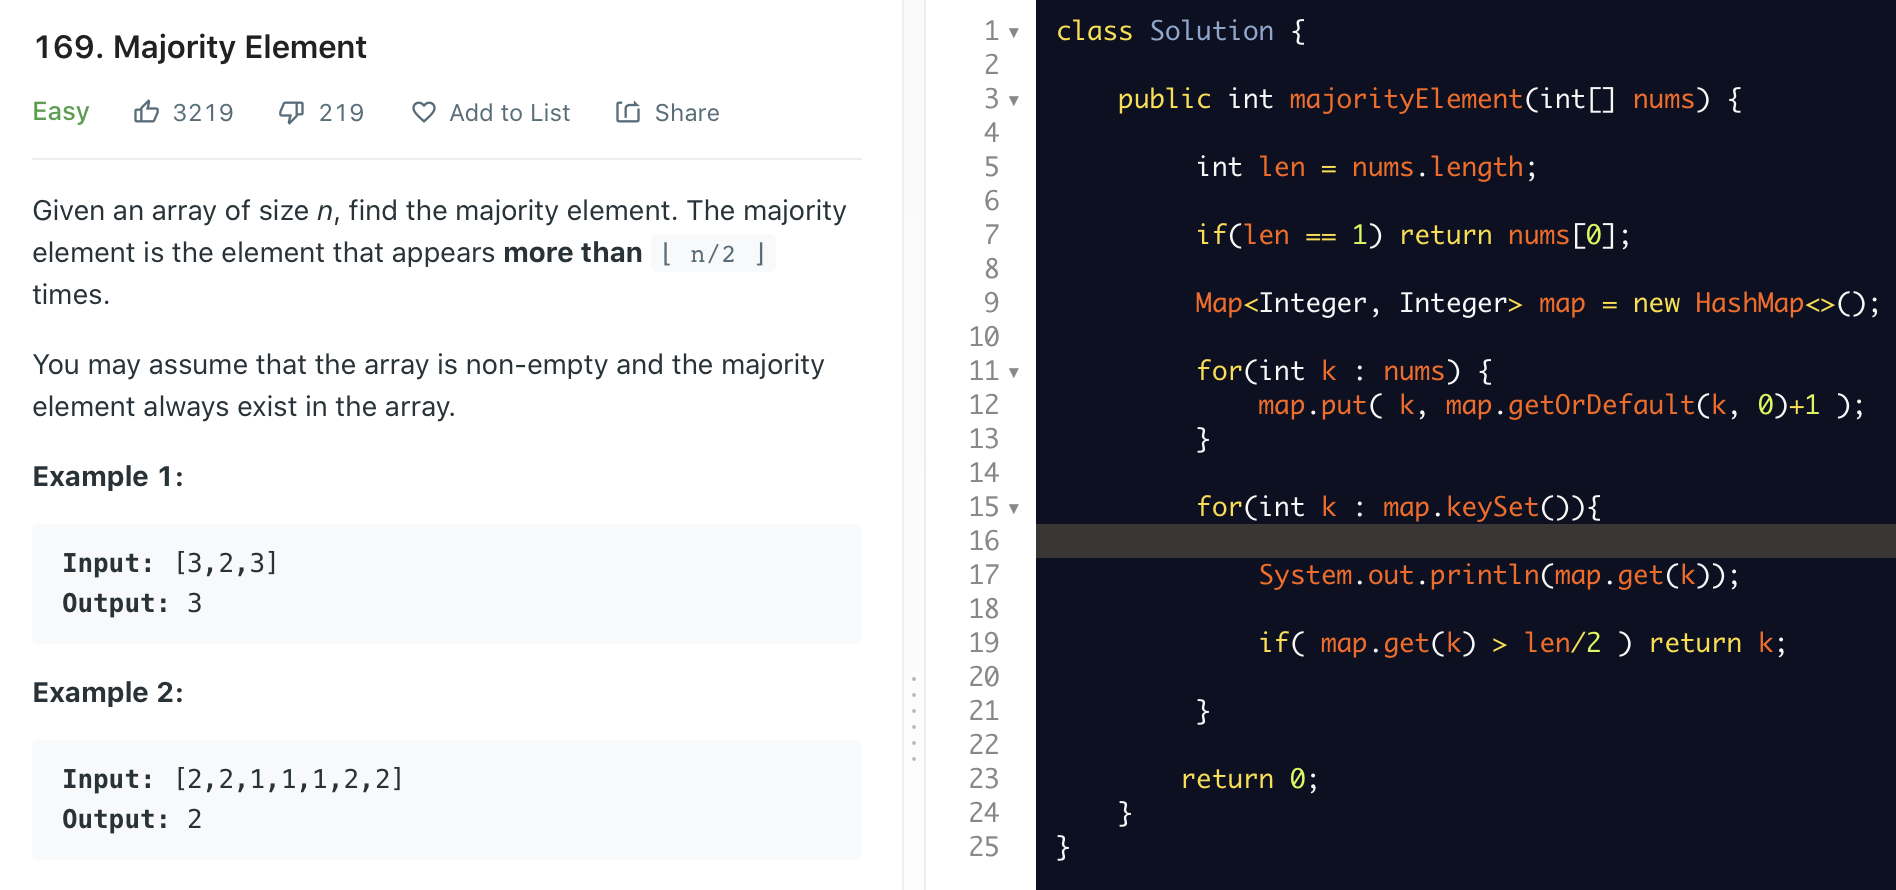 169. Majority Element
Easy 3219 219 Add to List Share
Given an array of size n, find the majority element. The majority
element is the element that appears more than ⌊ n/2 ⌋
times.
You may assume that the array is non-empty and the majority
element always exist in the array.
Example 1:
Input: [3,2,3]
Output: 3
Example 2:
Input: [2,2,1,1,1,2,2]
Output: 2
1 class Solution {
2
3 public int majorityElement(int[] nums) {
4
5 int len = nums.length;
6
7 if(len == 1) return nums[0];
8
9 Map<Integer, Integer> map = new HashMap<>();
10
11 for(int k : nums) {
12 map.put( k, map.getOrDefault(k, 0)+1 );
13 }
14
15 for(int k : map.keySet()){
16
17 System.out.println(map.get(k));
18
19 if( map.get(k) > len/2 ) return k;
20
21 }
22
23 return 0;
24 }
25 }